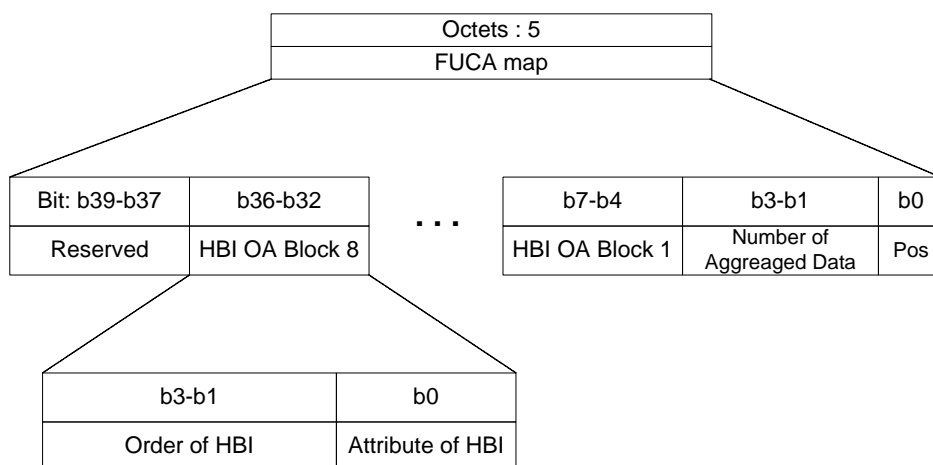 Octets : 5
FUCA map
Bit: b39-b37
b36-b32
. . .
b7-b4
b3-b1
b0
Reserved
HBI OA Block 8
HBI OA Block 1
Number of
Aggreaged Data
Pos
b3-b1
b0
Order of HBI
Attribute of HBI